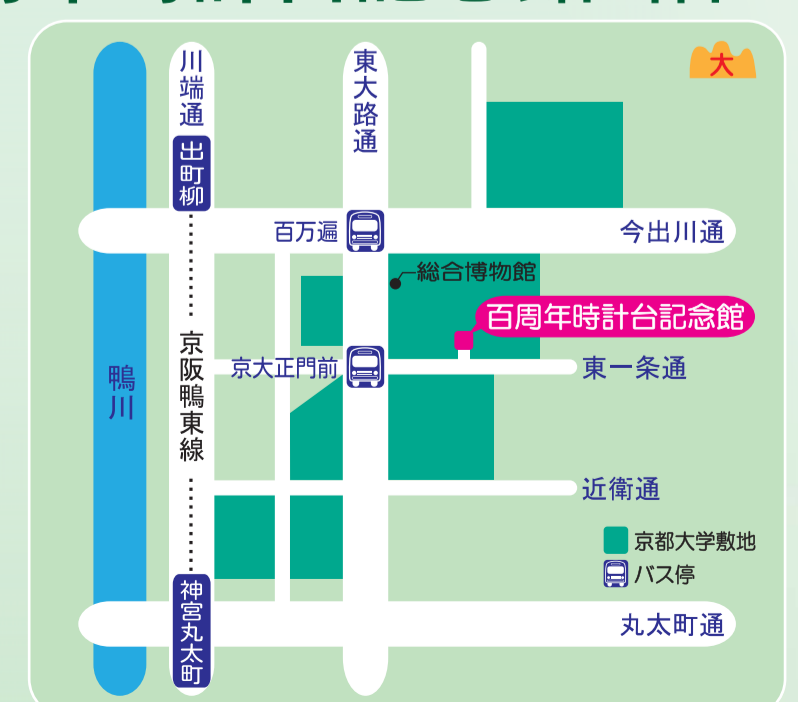 川端通
東大路通
大
出町柳
百万遍
今出川通
総合博物館
百周年時計台記念館
京阪鴨東線
鴨川
京大正門前
東一条通
近衛通
京都大学敷地
バス停
神宮丸太町
丸太町通